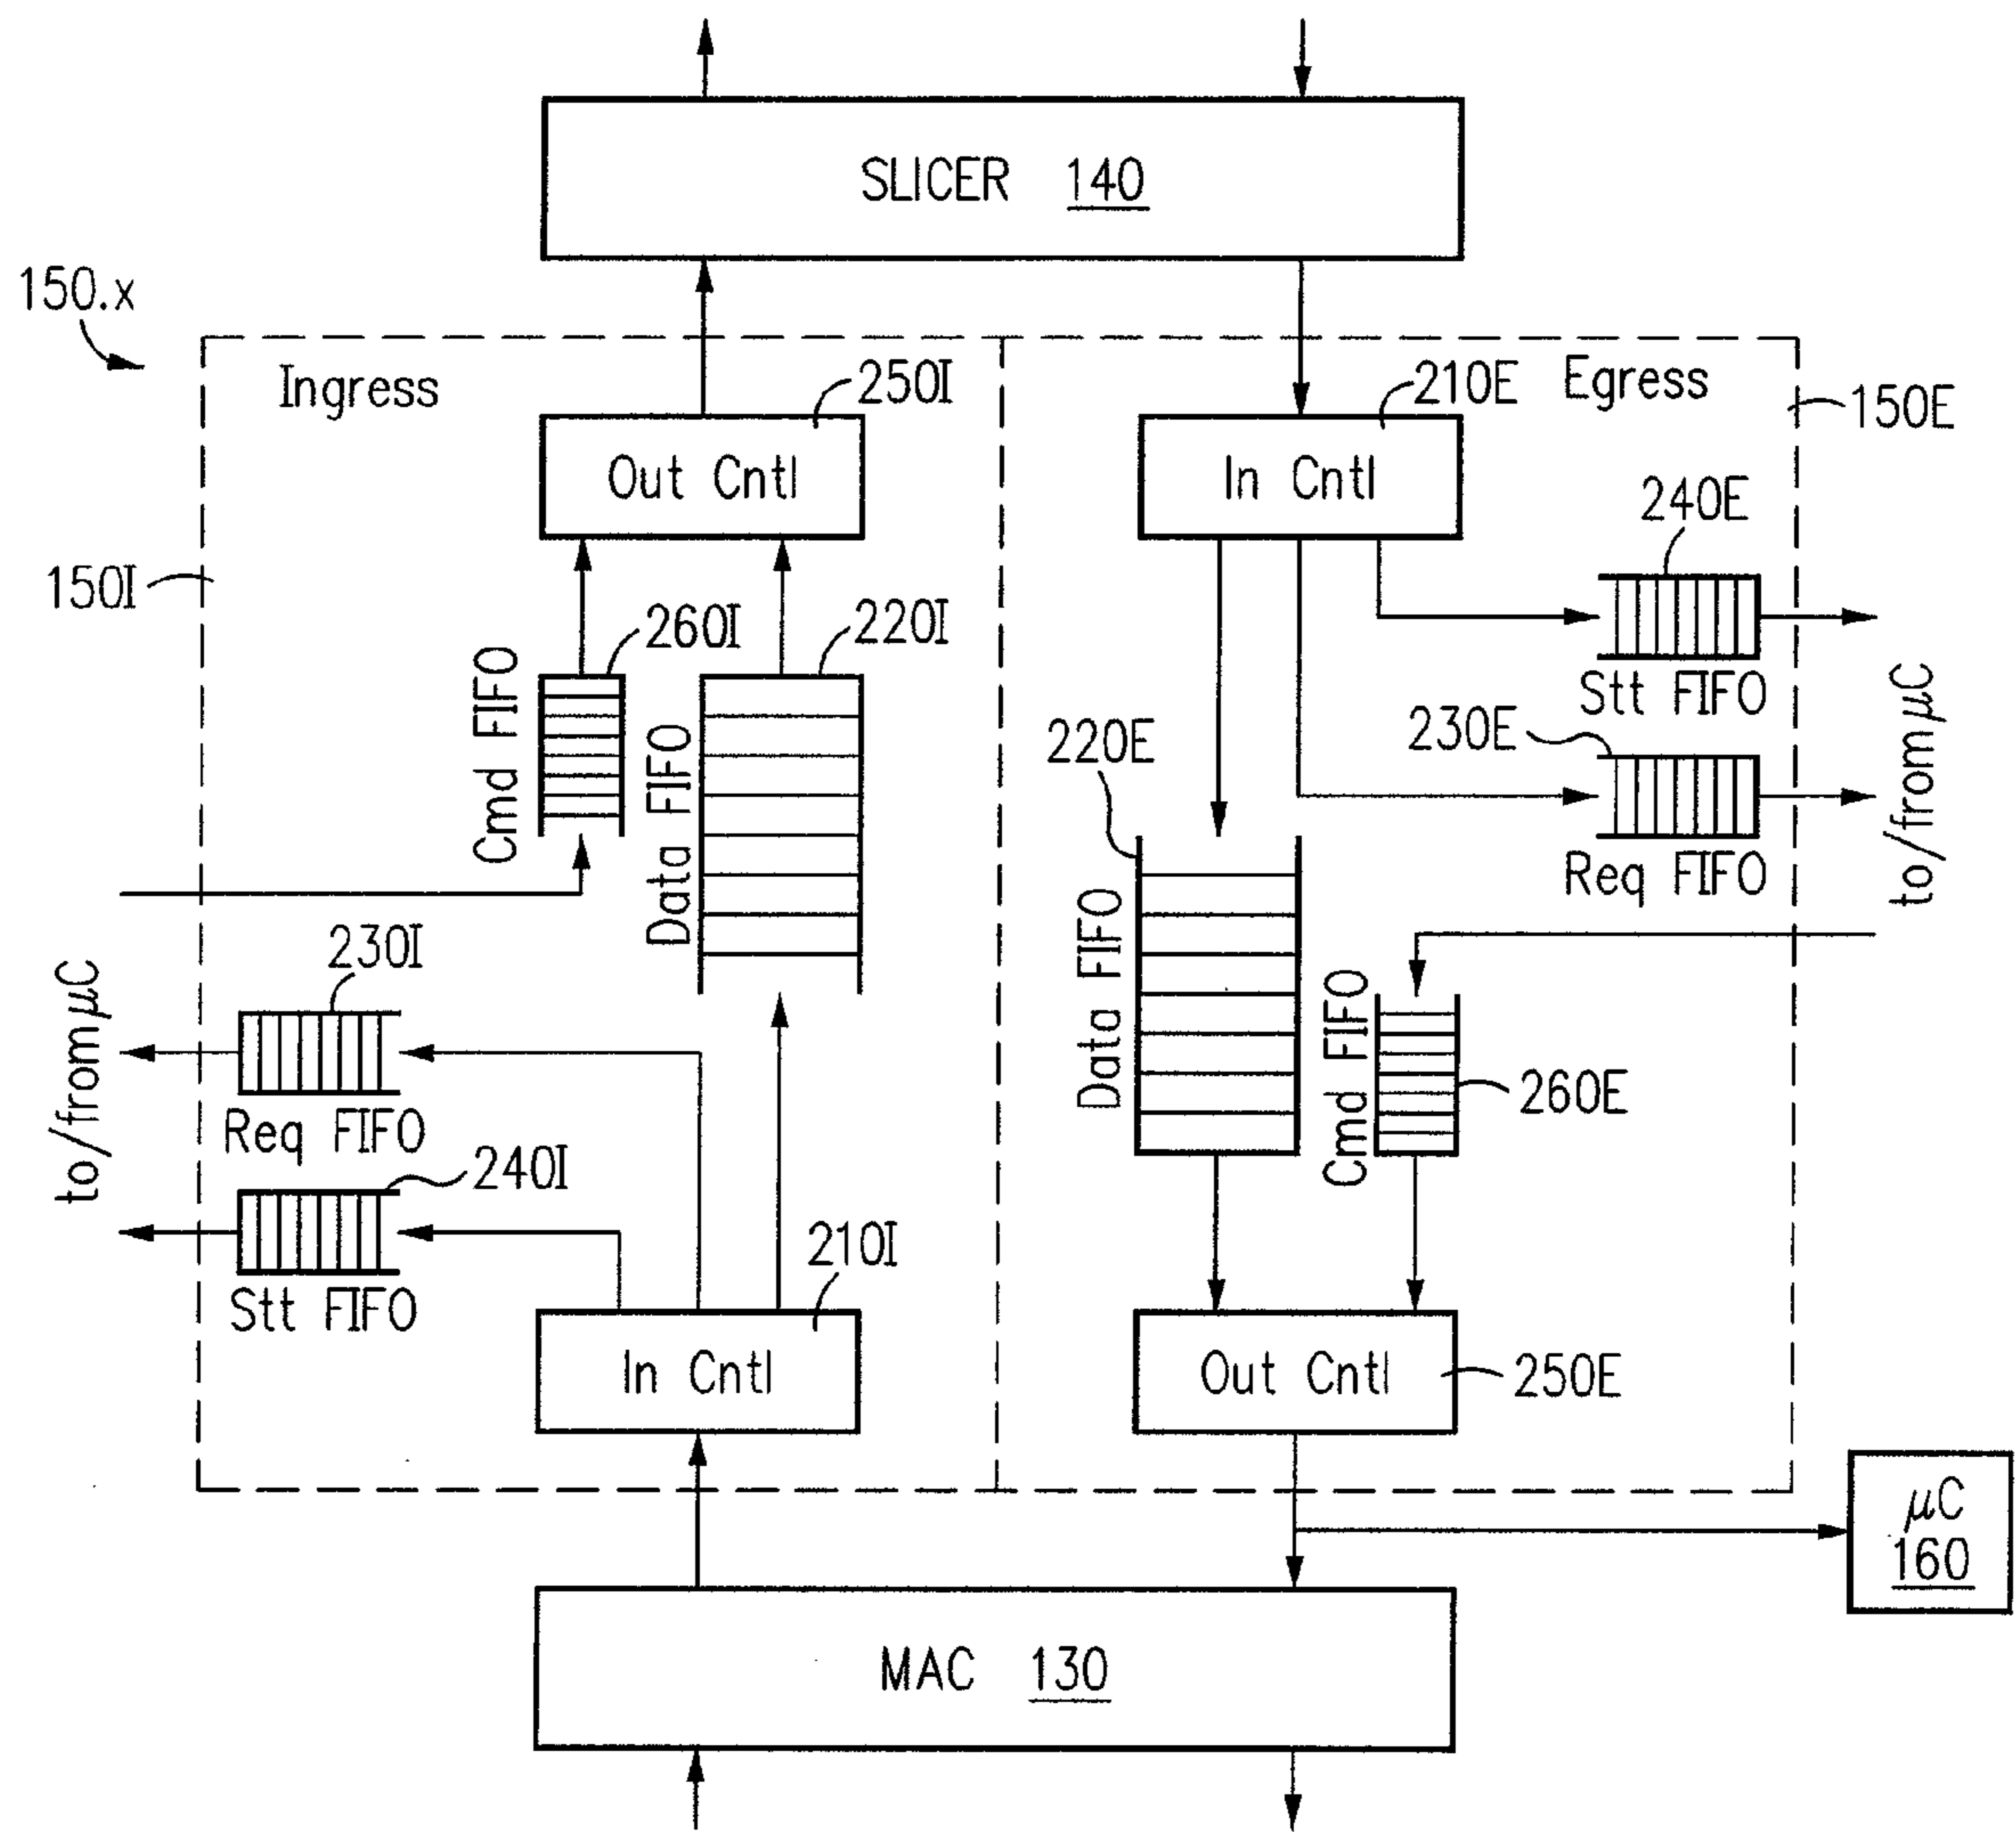 SLICER 140
150.x
Ingress
250I
210E
Egress
150E
Out Cntl
In Cntl
240E
150I
260I
220I
Stt FIFO
Cmd FIFO
Data FIFO
220E
230E
Req FIFO
to/from μC
230I
Data FIFO
Cmd FIFO
260E
to/from μC
Req FIFO
240I
Stt FIFO
210I
In Cntl
Out Cntl
250E
μC
160
MAC 130